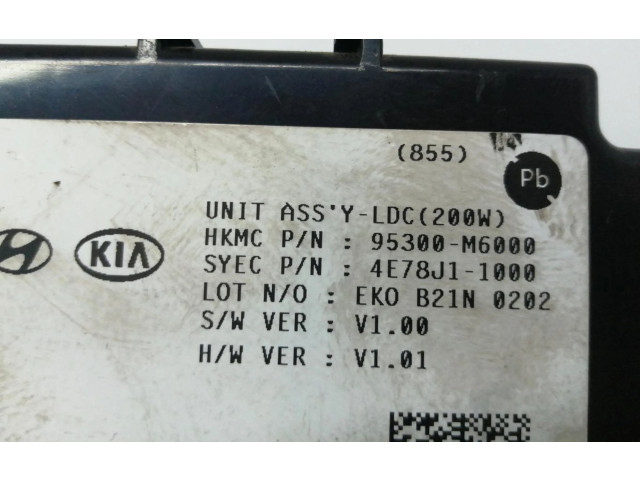 (855)
Pb
UNIT ASS'Y-LDC(200W)
HKMC P/N : 95300-M6000
KIA
SYEC P/N : 4E78J1-1000
LOT N/O : EKO B21N 0202
S/W VER : V1.00
H/W VER : V1.01